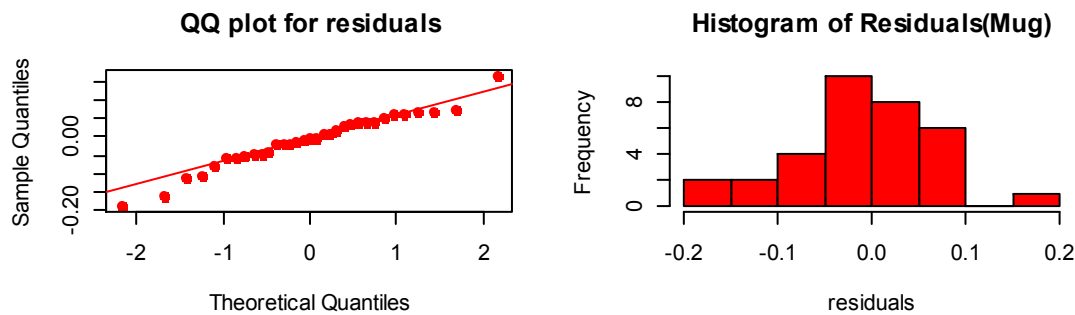 QQ plot for residuals
Sample Quantiles
0.00
-0.20
-2
-1
0
1
2
Theoretical Quantiles
Histogram of Residuals(Mug)
Frequency
8
4
0
-0.2
-0.1
0.0
0.1
0.2
residuals